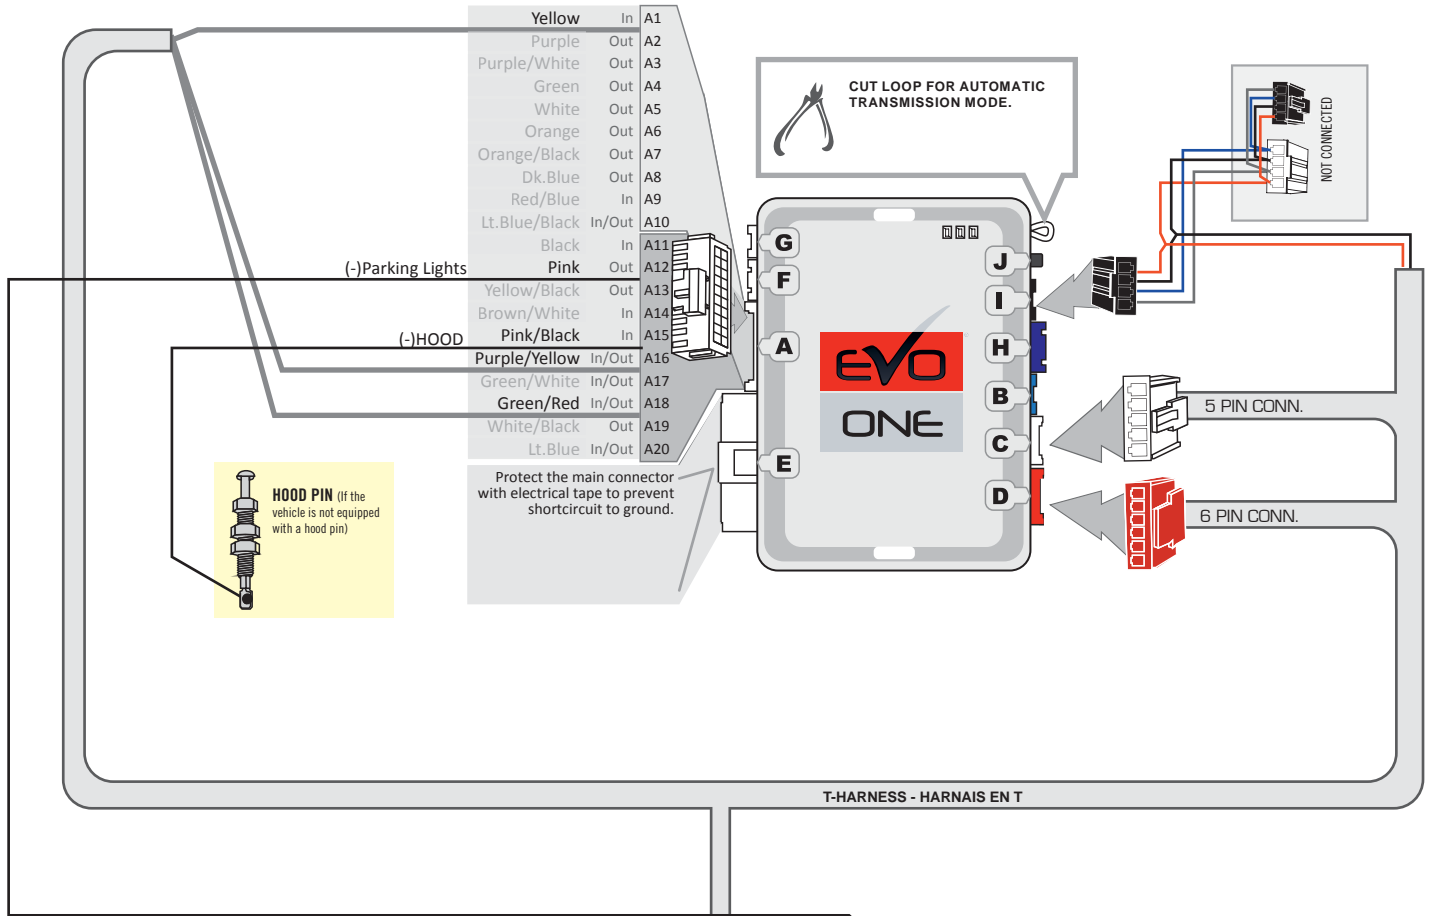 Yellow In A1
Purple Out A2
Purple/White Out A3
Green Out A4
White Out A5
Orange Out A6
Orange/Black Out A7
Dk.Blue Out A8
Red/Blue In A9
Lt.Blue/Black In/Out A10
Black In A11
(-)Parking Lights Pink Out A12
Yellow/Black Out A13
Brown/White In A14
(-)HOOD Pink/Black In A15
Purple/Yellow In/Out A16
Green/White In/Out A17
Green/Red In/Out A18
White/Black Out A19
Lt.Blue In/Out A20
Protect the main connector
with electrical tape to prevent
shortcircuit to ground.
HOOD PIN (If the
vehicle is not equipped
with a hood pin)
CUT LOOP FOR AUTOMATIC
TRANSMISSION MODE.
NOT CONNECTED
G
F
A
E
J
I
H
B
C
D
EVO
ONE
5 PIN CONN.
6 PIN CONN.
T-HARNESS - HARNAIS EN T